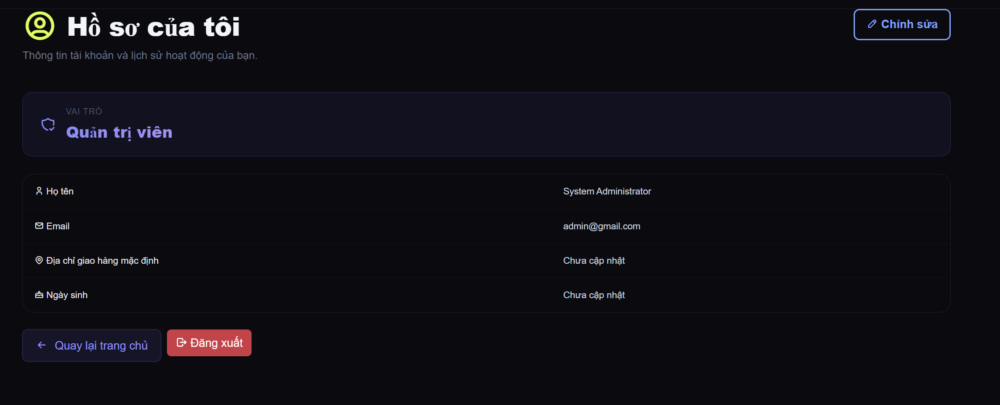 Hồ sơ của tôi
Chỉnh sửa
Thông tin tài khoản và lịch sử hoạt động của bạn.
VAI TRÒ
Quản trị viên
Họ tên System Administrator
Email admin@gmail.com
Địa chỉ giao hàng mặc định Chưa cập nhật
Ngày sinh Chưa cập nhật
Quay lại trang chủ Đăng xuất